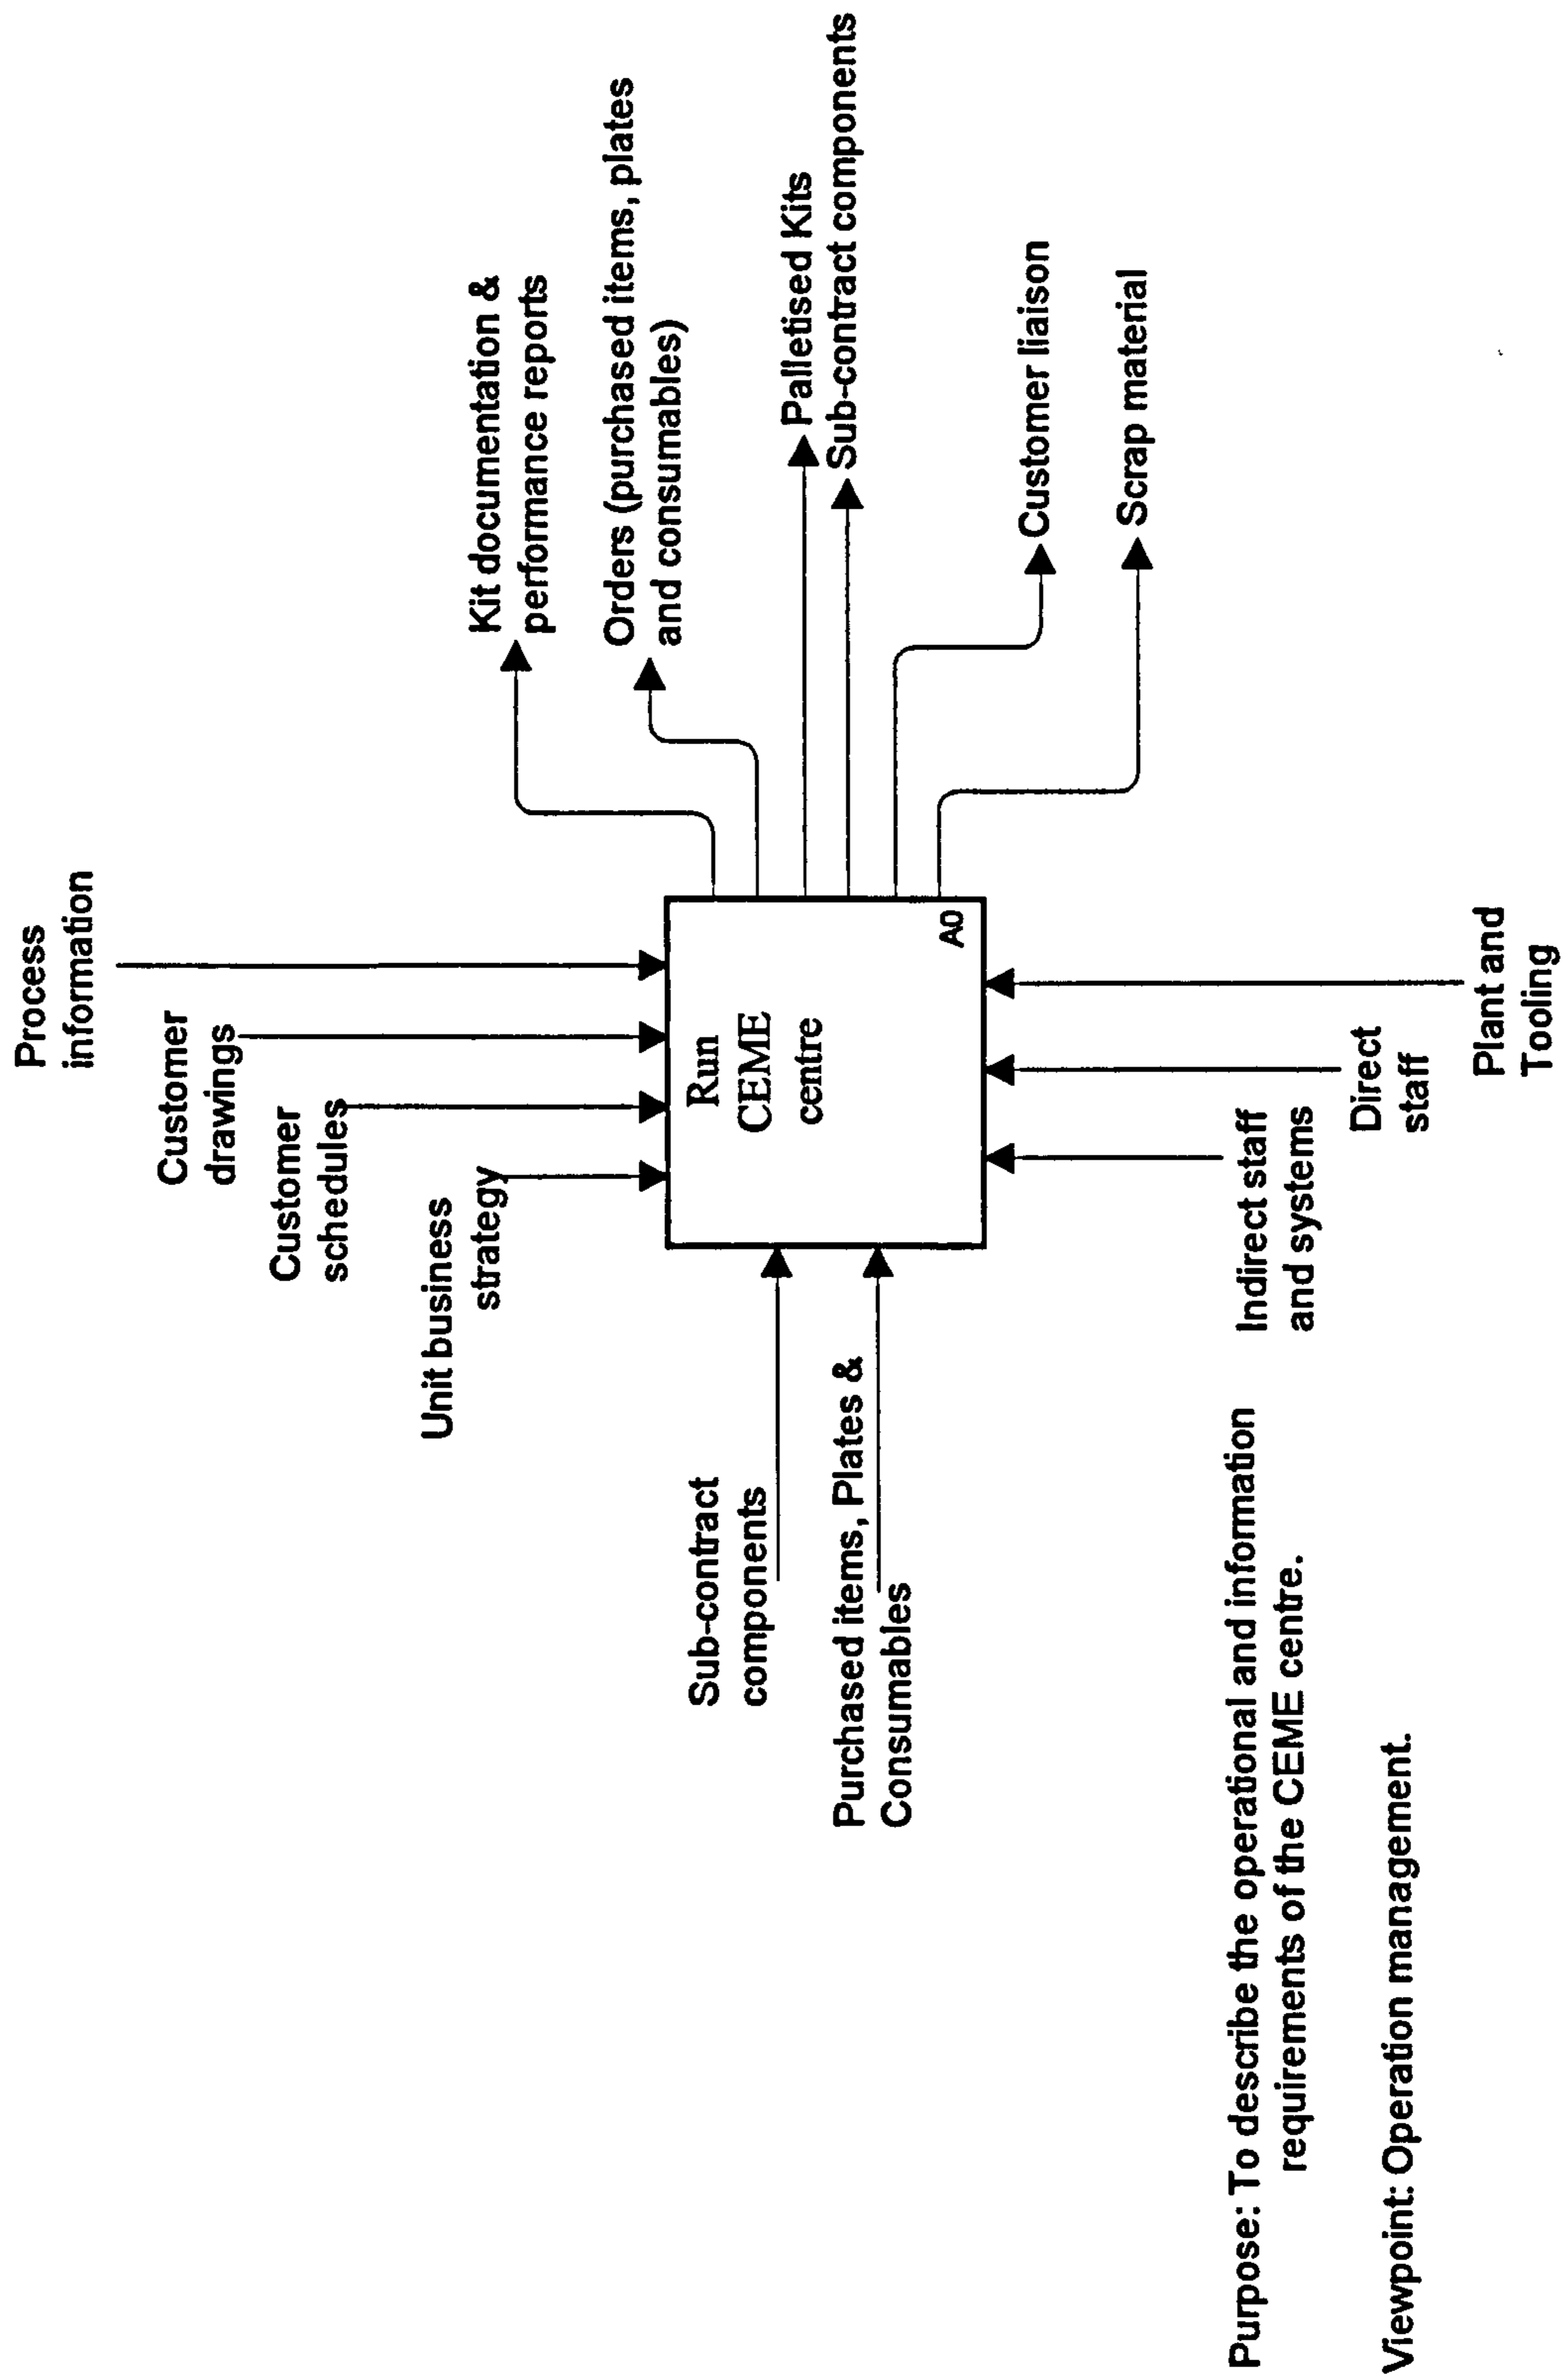 Process
information
Customer
drawings
Customer
schedules
Unit business
strategy
Sub-contract
components
Purchased items, Plates &
Consumables
Run
CEME
centre
A0
Kit documentation &
performance reports
Orders (purchased items, plates
and consumables)
Palletised Kits
Sub-contract components
Customer liaison
Scrap material
Indirect staff
and systems
Direct
staff
Plant and
Tooling
Purpose: To describe the operational and information
requirements of the CEME centre.
Viewpoint: Operation management.